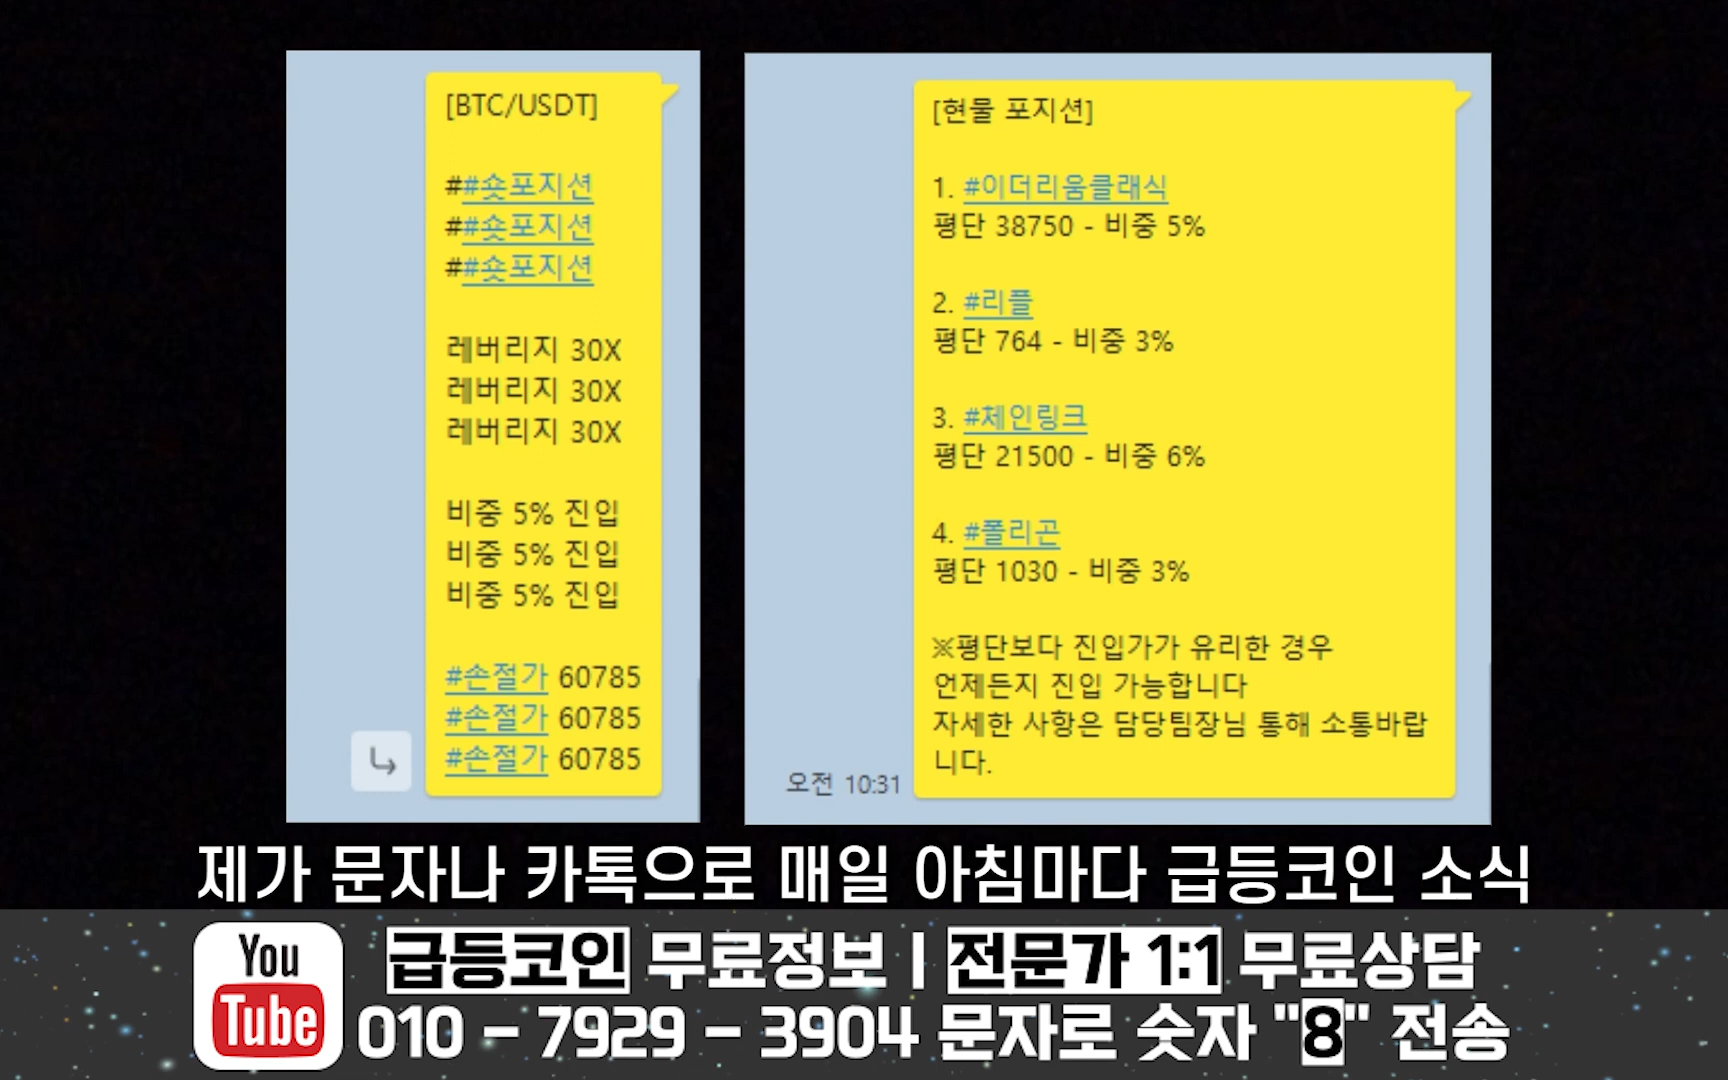 [BTC/USDT]
##숏포지션
##숏포지션
##숏포지션
레버리지 30X
레버리지 30X
레버리지 30X
비중 5% 진입
비중 5% 진입
비중 5% 진입
#손절가 60785
#손절가 60785
#손절가 60785
[현물 포지션]
1. #이더리움클래식
평단 38750 - 비중 5%
2. #리플
평단 764 - 비중 3%
3. #체인링크
평단 21500 - 비중 6%
4. #폴리곤
평단 1030 - 비중 3%
※평단보다 진입가가 유리한 경우
언제든지 진입 가능합니다
자세한 사항은 담당팀장님 통해 소통바랍
니다.
오전 10:31
제가 문자나 카톡으로 매일 아침마다 급등코인 소식
You
Tube
급등코인 무료정보 | 전문가 1:1 무료상담
010 - 7929 - 3904 문자로 숫자 "8" 전송